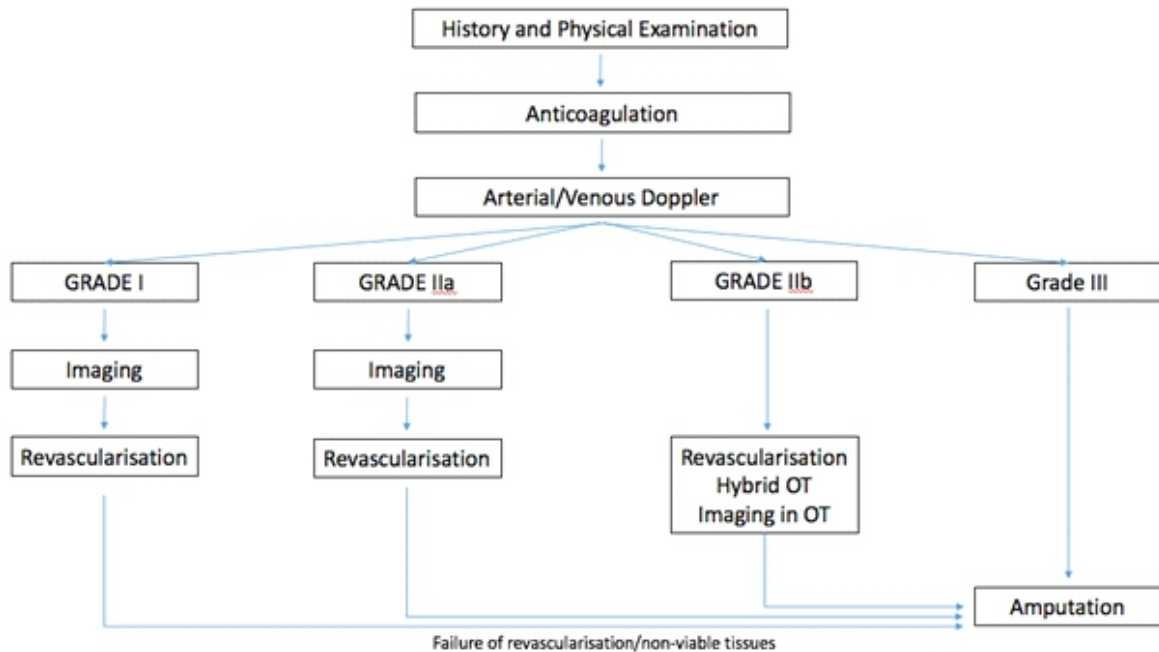 History and Physical Examination
Anticoagulation
Arterial/Venous Doppler
GRADE I
GRADE IIa
GRADE IIb
Grade III
Imaging
Imaging
Revascularisation
Revascularisation
Revascularisation
Hybrid OT
Imaging in OT
Amputation
Failure of revascularisation/non-viable tissues